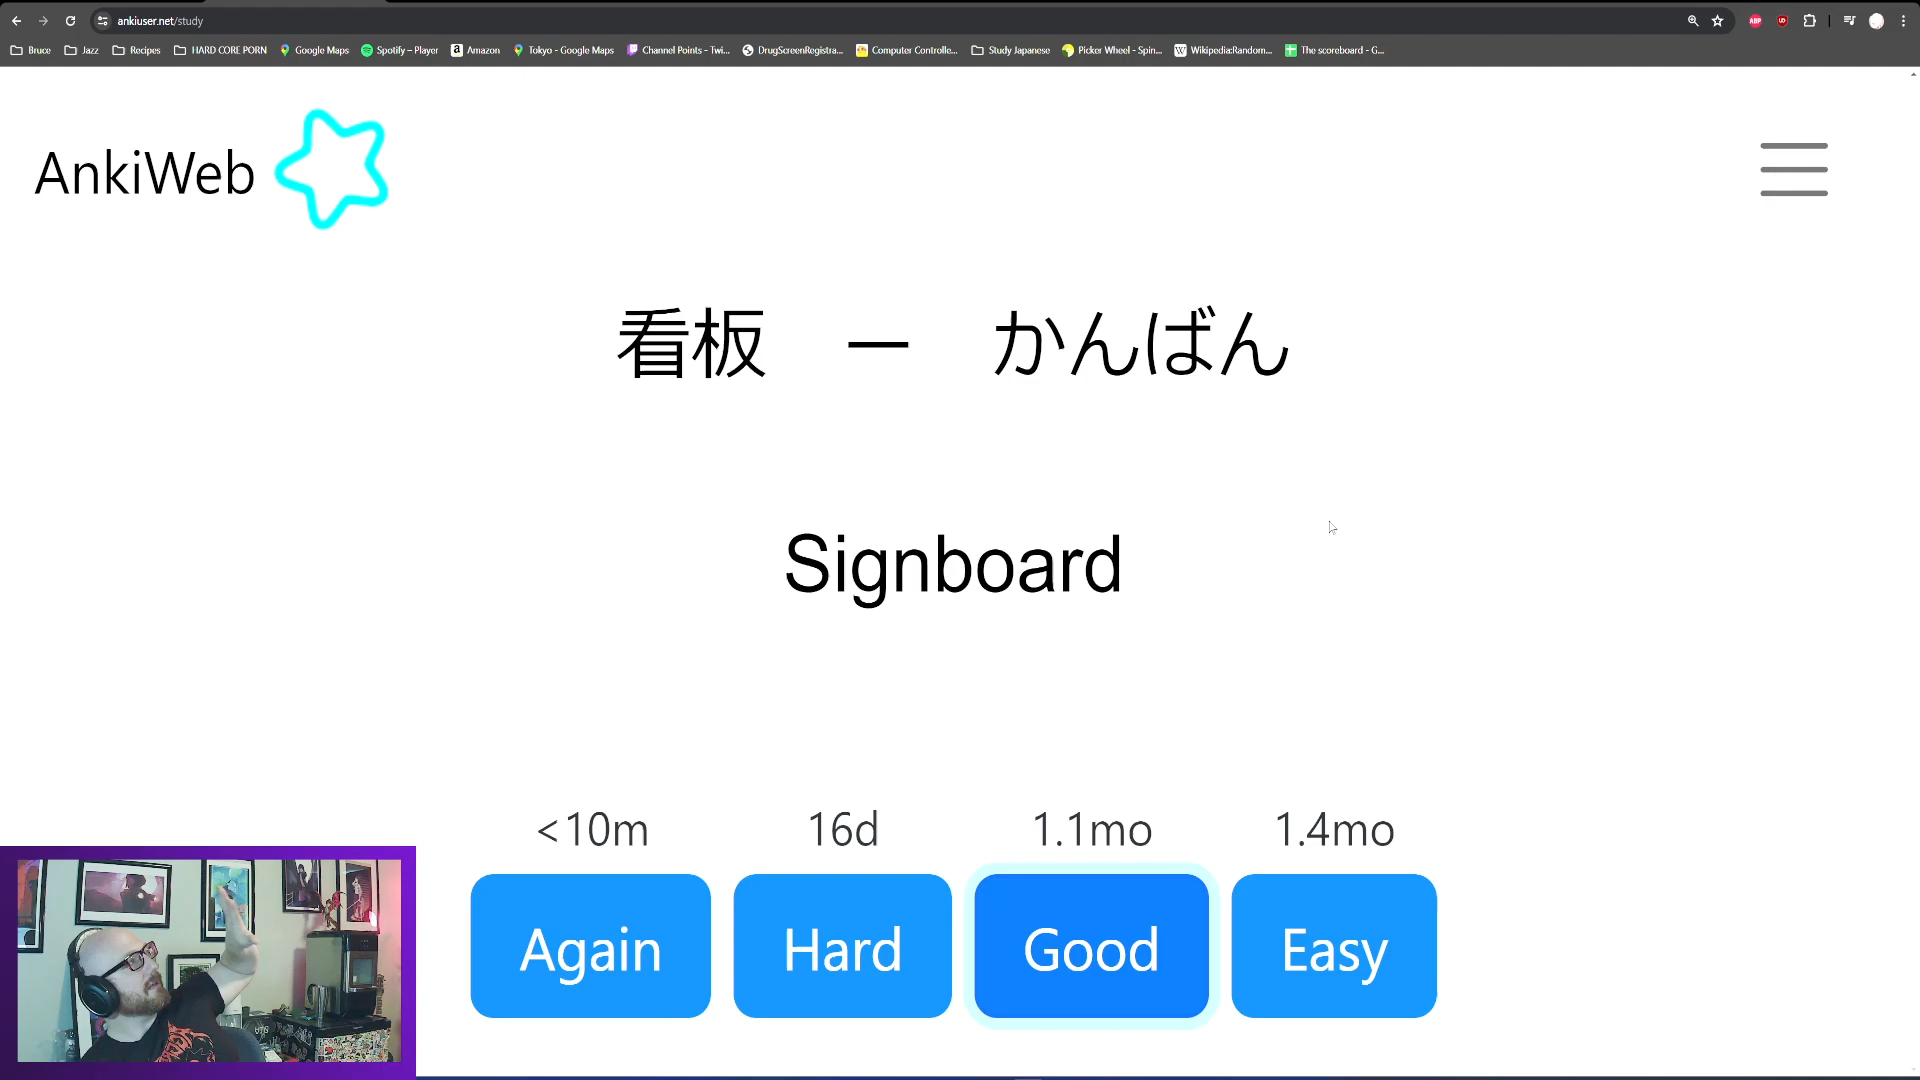 ankiuser.net/study
Bruce Jazz Recipes HARD CORE PORN Google Maps Spotify – Player Amazon Tokyo - Google Maps Channel Points - Twi... DrugScreenRegistra... Computer Controlle... Study Japanese Picker Wheel - Spin... Wikipedia:Random... The scoreboard - G...
AnkiWeb
看板 ー かんばん
Signboard
<10m 16d 1.1mo 1.4mo
Again Hard Good Easy